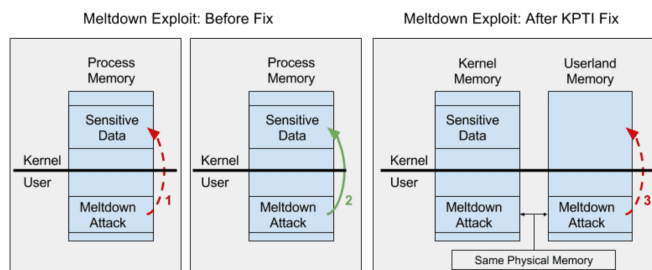 Meltdown Exploit: Before Fix
Process
Memory
Sensitive
Data
Kernel
User
Meltdown
Attack
1
Process
Memory
Sensitive
Data
Kernel
User
Meltdown
Attack
2
Meltdown Exploit: After KPTI Fix
Kernel
Memory
Userland
Memory
Sensitive
Data
Kernel
User
Meltdown
Attack
Meltdown
Attack
3
Same Physical Memory